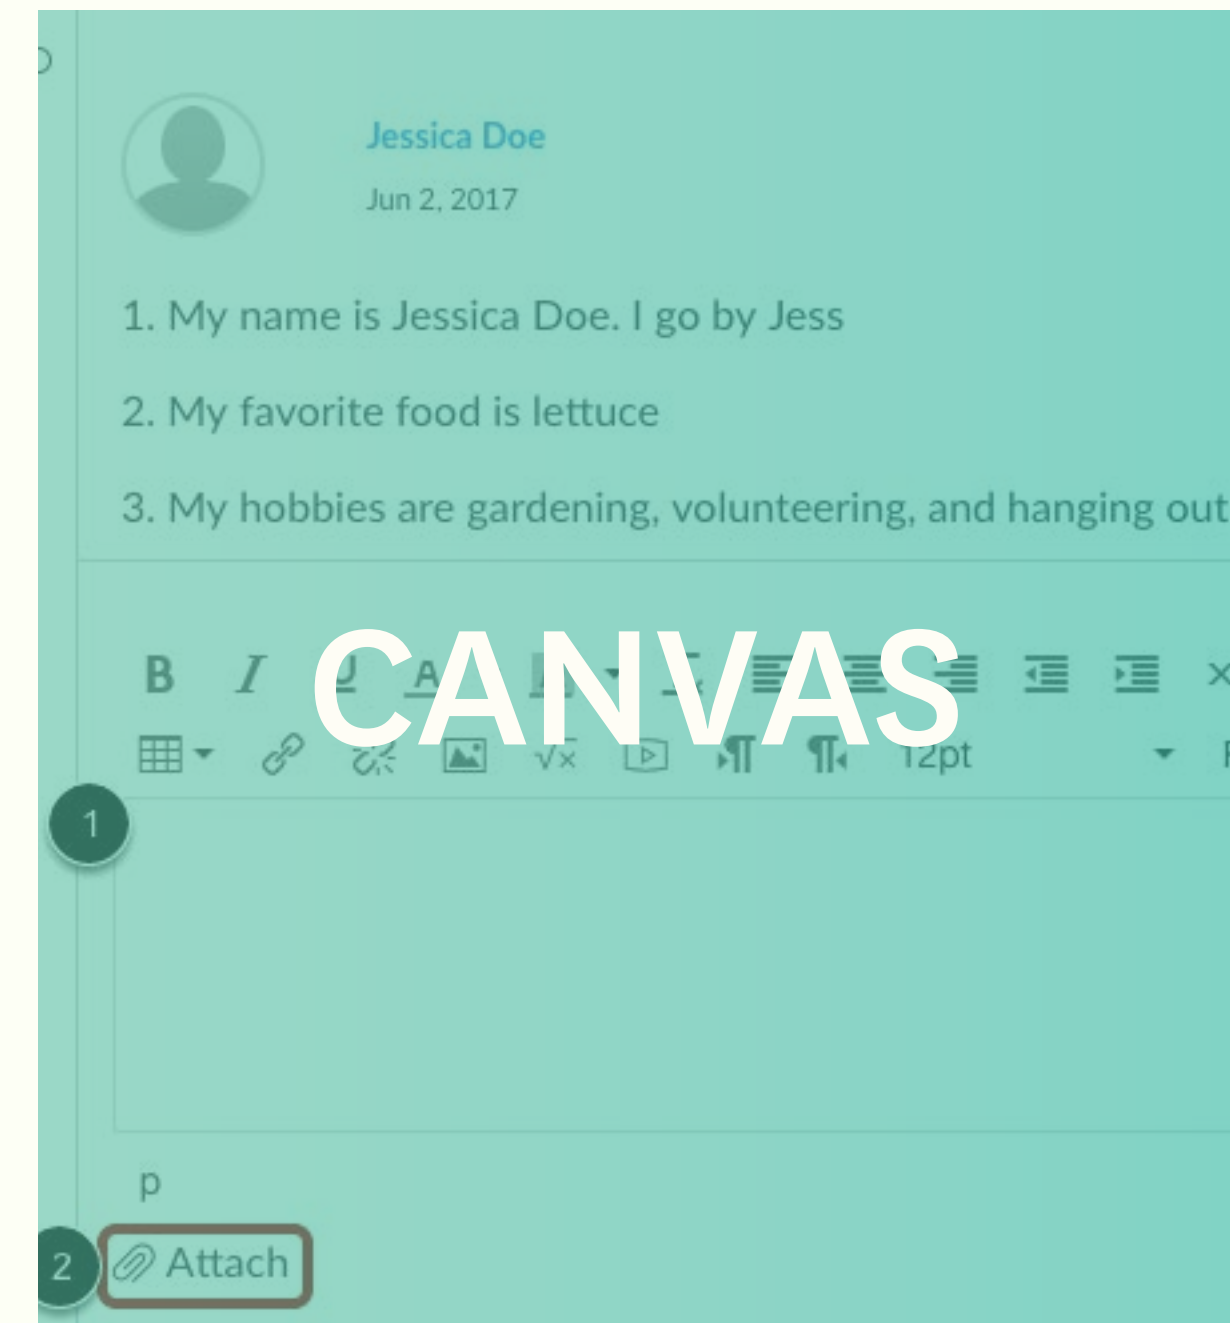 Jessica Doe
Jun 2, 2017
1. My name is Jessica Doe. I go by Jess
2. My favorite food is lettuce
3. My hobbies are gardening, volunteering, and hanging out
CANVAS
B I U A
12pt
1
p
2 Attach